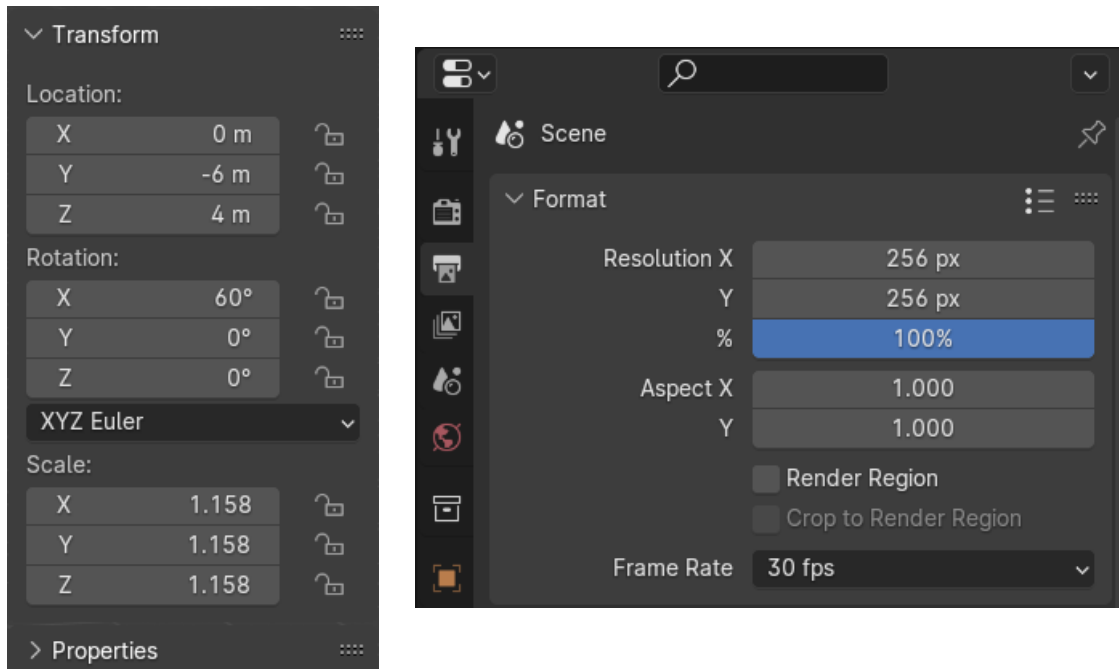 Transform
Location:
X 0 m
Y -6 m
Z 4 m
Rotation:
X 60°
Y 0°
Z 0°
XYZ Euler
Scale:
X 1.158
Y 1.158
Z 1.158
Properties
Scene
Format
Resolution X 256 px
Y 256 px
% 100%
Aspect X 1.000
Y 1.000
Render Region
Crop to Render Region
Frame Rate 30 fps